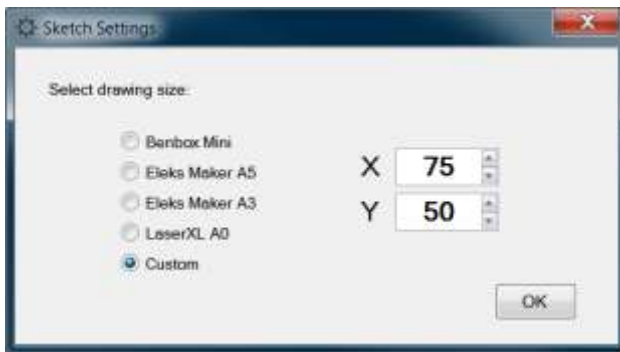 Sketch Settings
Select drawing size:
Benbox Mini
Eleks Maker A5
Eleks Maker A3
LaserXL A0
Custom
X 75
Y 50
OK